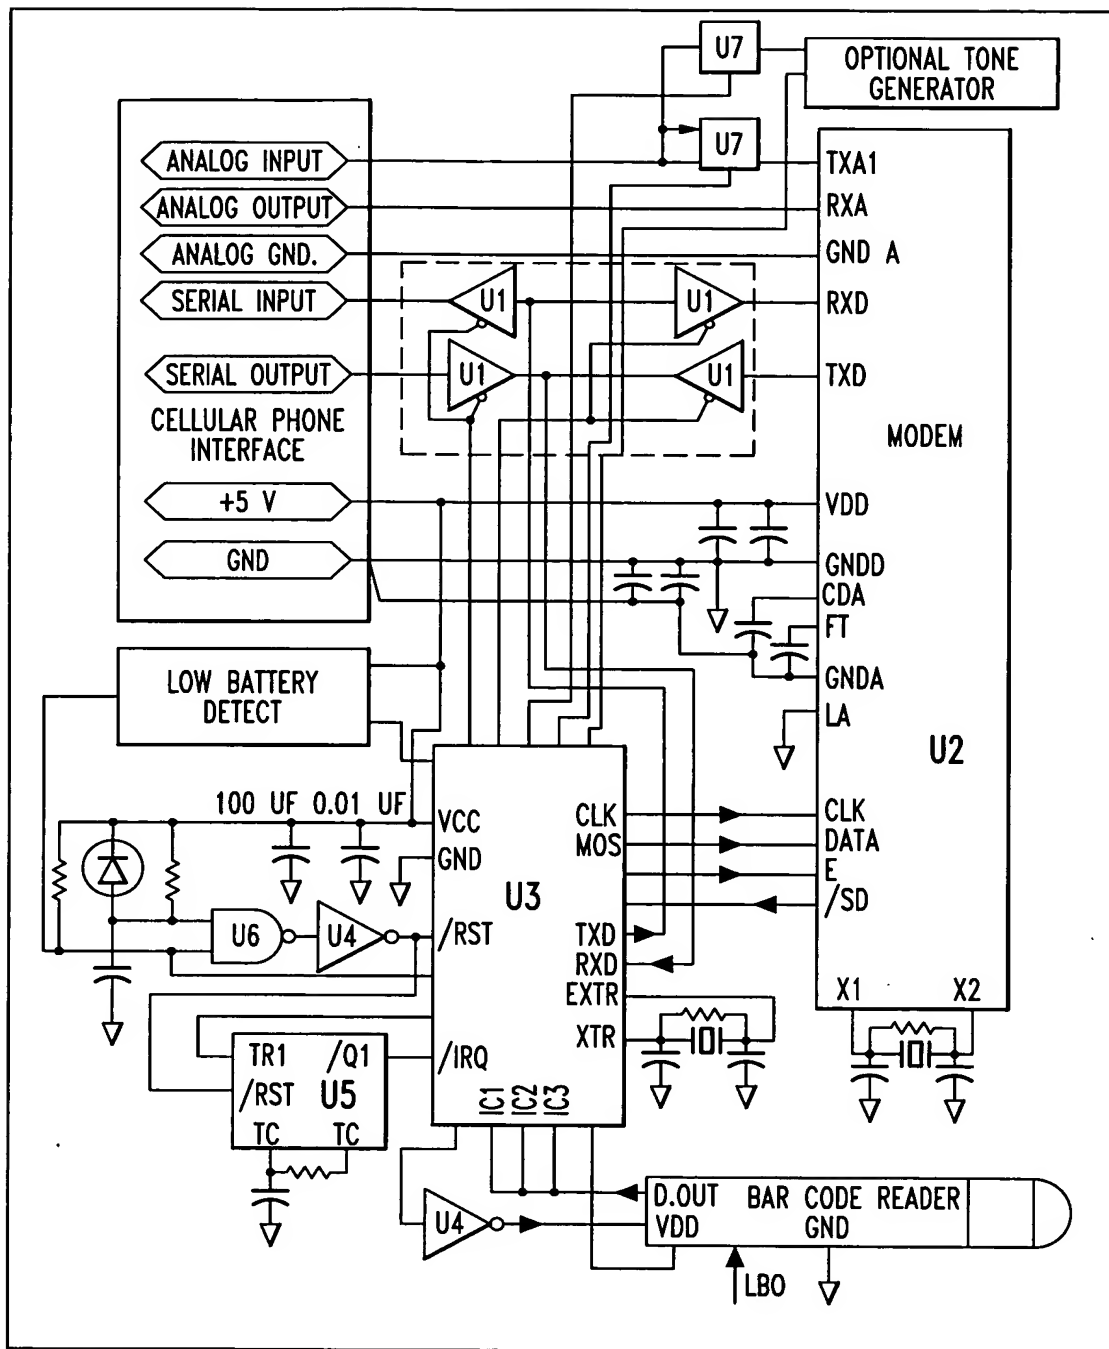 U7
OPTIONAL TONE
GENERATOR
U7
ANALOG INPUT
TXA1
ANALOG OUTPUT
RXA
ANALOG GND.
GND A
SERIAL INPUT
U1
U1
RXD
SERIAL OUTPUT
U1
U1
TXD
CELLULAR PHONE
INTERFACE
MODEM
+5 V
VDD
GND
GNDD
CDA
FT
GNDA
LA
LOW BATTERY
DETECT
U2
100 UF 0.01 UF
VCC
CLK
CLK
GND
MOS
DATA
E
U3
/SD
U6
U4
/RST
TXD
RXD
EXTR
X1
X2
XTR
TR1
/Q1
/IRQ
/RST
U5
TC
TC
IC1
IC2
IC3
D.OUT
BAR CODE READER
U4
VDD
GND
LBO